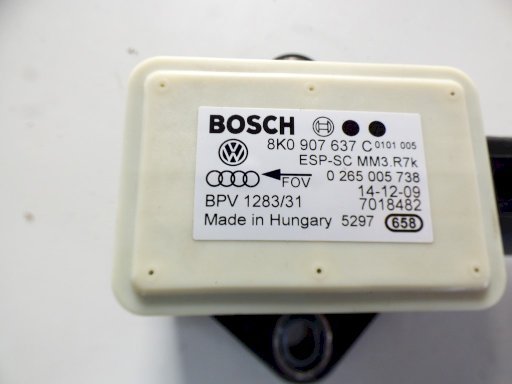 BOSCH
8K0 907 637 C 0101 005
ESP-SC MM3.R7k
FOV 0 265 005 738
14-12-09
BPV 1283/31 7018482
Made in Hungary 5297 658